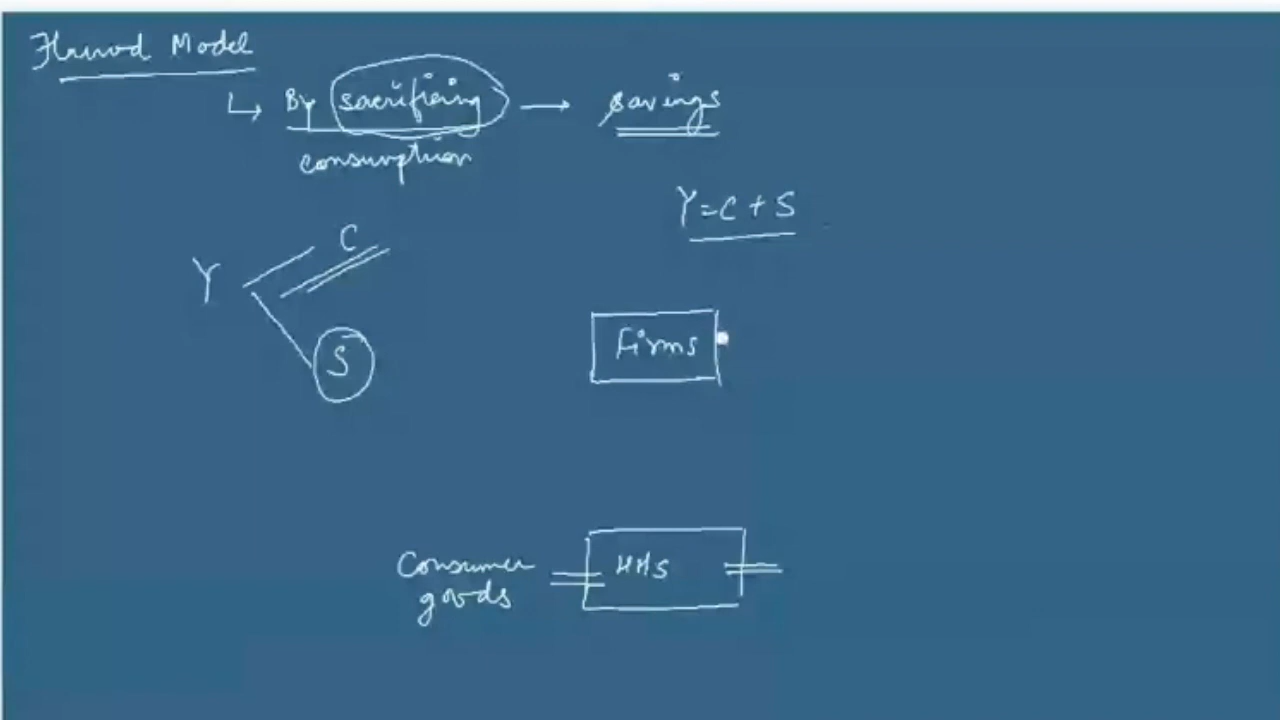 Harrod Model
↳ By sacrificing → savings
consumption
Y=C+S
C
Y
S
Firms
Consumer
goods
HHS